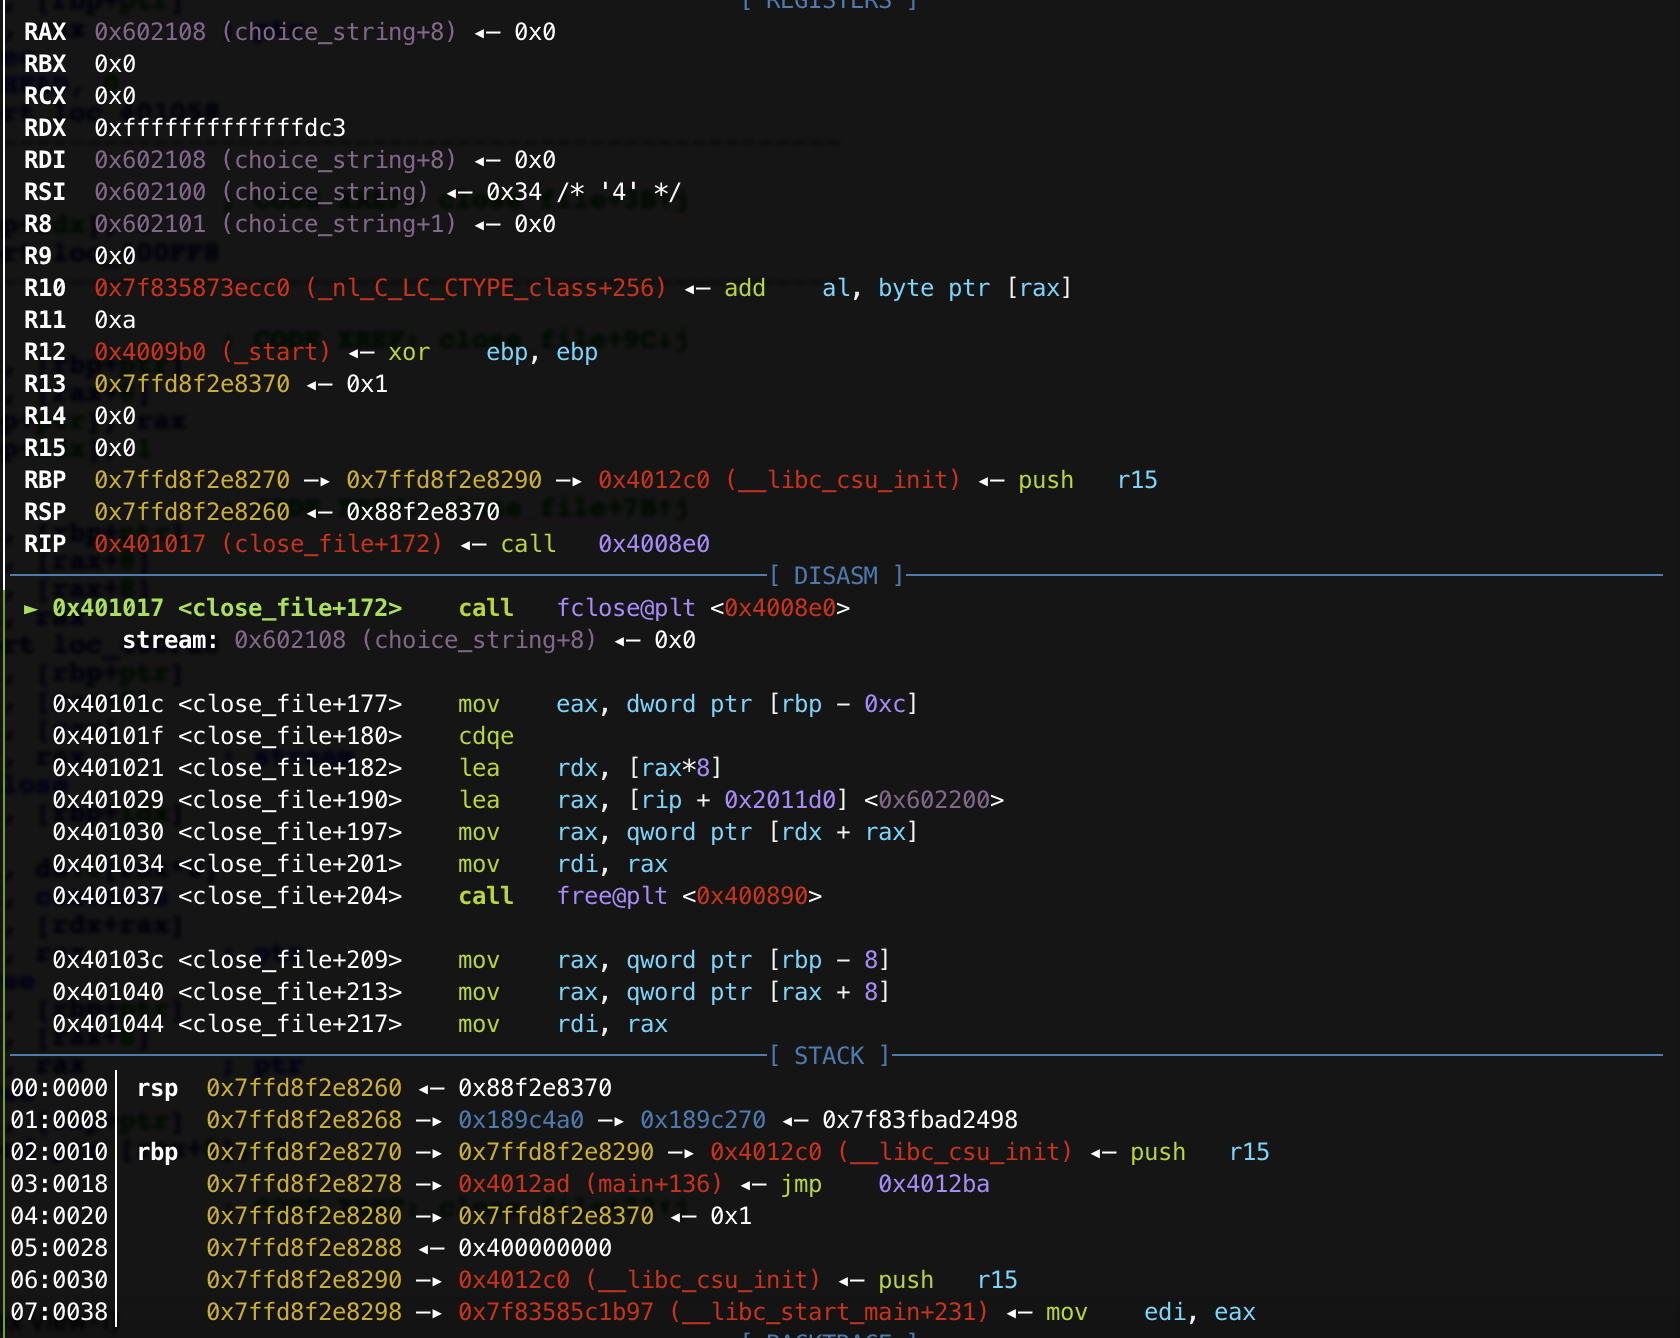 [ REGISTERS ]
RAX  0x602108 (choice_string+8) ◂— 0x0
RBX  0x0
RCX  0x0
RDX  0xfffffffffffffdc3
RDI  0x602108 (choice_string+8) ◂— 0x0
RSI  0x602100 (choice_string) ◂— 0x34 /* '4' */
R8   0x602101 (choice_string+1) ◂— 0x0
R9   0x0
R10  0x7f835873ecc0 (_nl_C_LC_CTYPE_class+256) ◂— add    al, byte ptr [rax]
R11  0xa
R12  0x4009b0 (_start) ◂— xor    ebp, ebp
R13  0x7ffd8f2e8370 ◂— 0x1
R14  0x0
R15  0x0
RBP  0x7ffd8f2e8270 —▸ 0x7ffd8f2e8290 —▸ 0x4012c0 (__libc_csu_init) ◂— push   r15
RSP  0x7ffd8f2e8260 ◂— 0x88f2e8370
RIP  0x401017 (close_file+172) ◂— call   0x4008e0
[ DISASM ]
► 0x401017 <close_file+172>    call   fclose@plt <0x4008e0>
stream: 0x602108 (choice_string+8) ◂— 0x0
0x40101c <close_file+177>    mov    eax, dword ptr [rbp - 0xc]
0x40101f <close_file+180>    cdqe
0x401021 <close_file+182>    lea    rdx, [rax*8]
0x401029 <close_file+190>    lea    rax, [rip + 0x2011d0] <0x602200>
0x401030 <close_file+197>    mov    rax, qword ptr [rdx + rax]
0x401034 <close_file+201>    mov    rdi, rax
0x401037 <close_file+204>    call   free@plt <0x400890>
0x40103c <close_file+209>    mov    rax, qword ptr [rbp - 8]
0x401040 <close_file+213>    mov    rax, qword ptr [rax + 8]
0x401044 <close_file+217>    mov    rdi, rax
[ STACK ]
00:0000│ rsp  0x7ffd8f2e8260 ◂— 0x88f2e8370
01:0008│      0x7ffd8f2e8268 —▸ 0x189c4a0 —▸ 0x189c270 ◂— 0x7f83fbad2498
02:0010│ rbp  0x7ffd8f2e8270 —▸ 0x7ffd8f2e8290 —▸ 0x4012c0 (__libc_csu_init) ◂— push   r15
03:0018│      0x7ffd8f2e8278 —▸ 0x4012ad (main+136) ◂— jmp    0x4012ba
04:0020│      0x7ffd8f2e8280 —▸ 0x7ffd8f2e8370 ◂— 0x1
05:0028│      0x7ffd8f2e8288 ◂— 0x400000000
06:0030│      0x7ffd8f2e8290 —▸ 0x4012c0 (__libc_csu_init) ◂— push   r15
07:0038│      0x7ffd8f2e8298 —▸ 0x7f83585c1b97 (__libc_start_main+231) ◂— mov    edi, eax
[ BACKTRACE ]